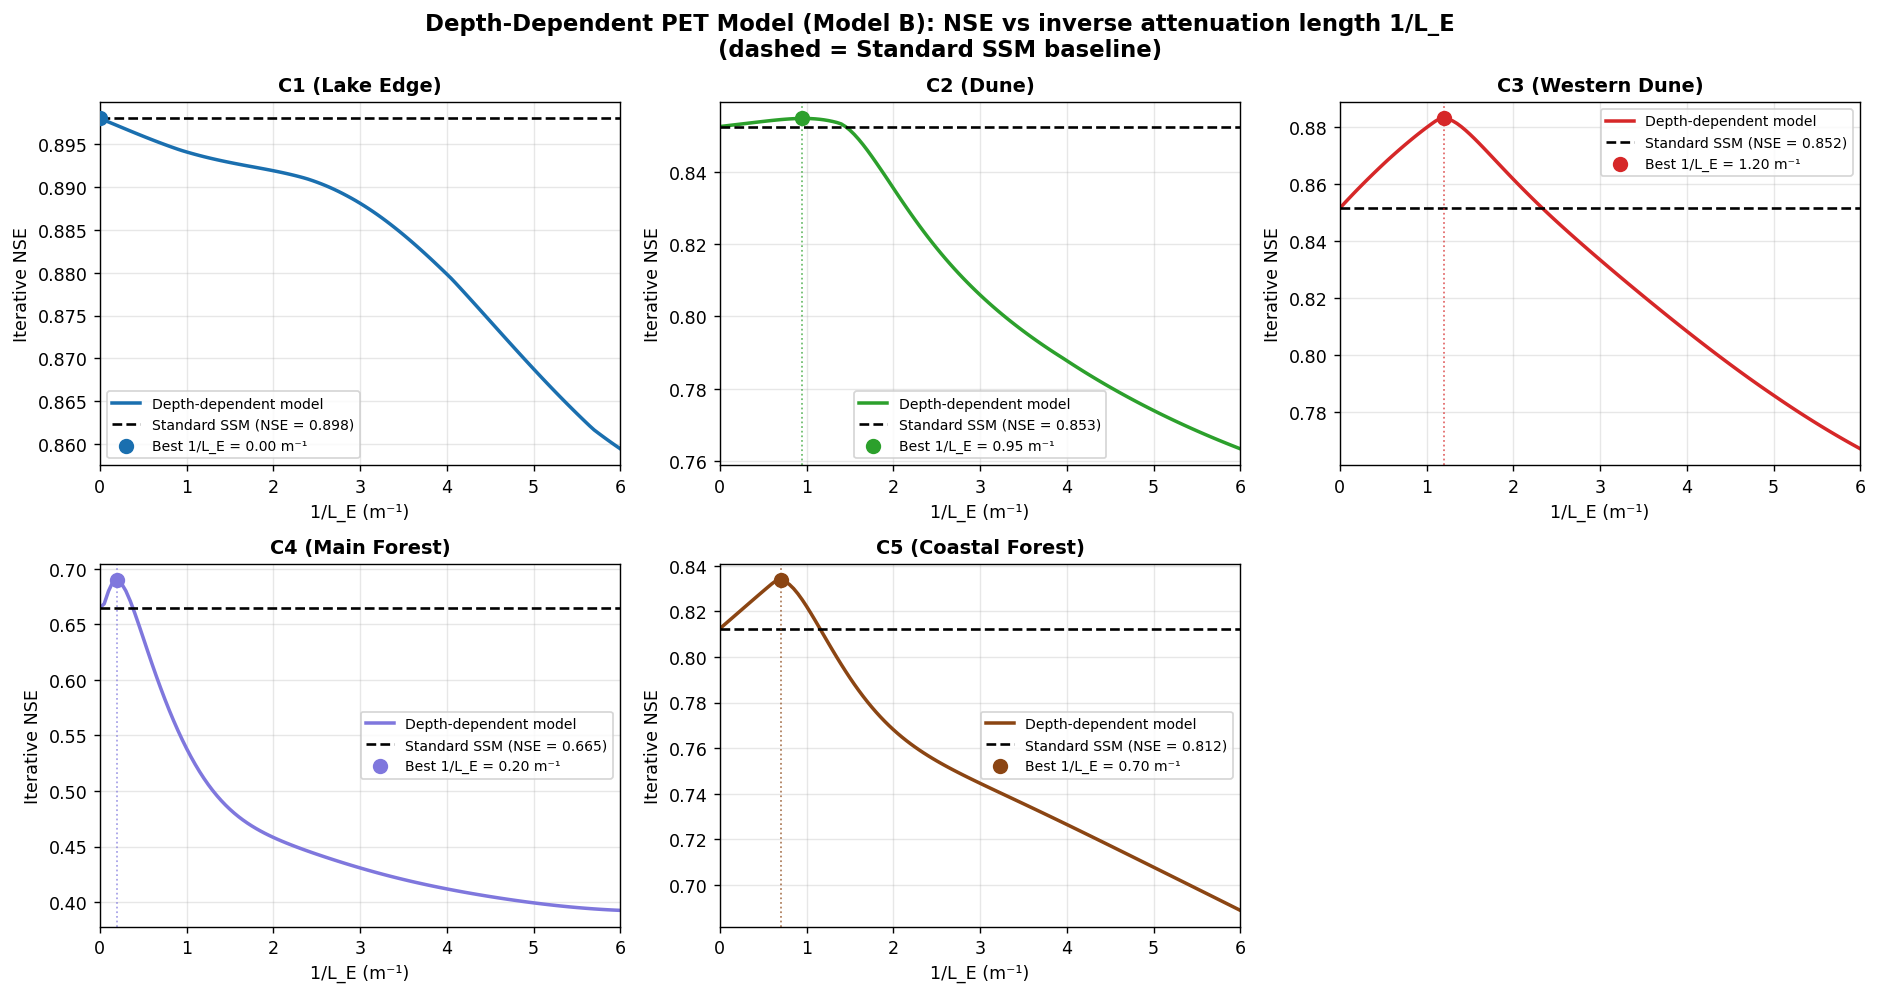 Depth-Dependent PET Model (Model B): NSE vs inverse attenuation length 1/L_E
(dashed = Standard SSM baseline)
C1 (Lake Edge)
Iterative NSE
0.895
0.890
0.885
0.880
0.875
0.870
0.865
0.860
Depth-dependent model
Standard SSM (NSE = 0.898)
Best 1/L_E = 0.00 m⁻¹
0 1 2 3 4 5 6
1/L_E (m⁻¹)
C2 (Dune)
Iterative NSE
0.84
0.82
0.80
0.78
0.76
Depth-dependent model
Standard SSM (NSE = 0.853)
Best 1/L_E = 0.95 m⁻¹
0 1 2 3 4 5 6
1/L_E (m⁻¹)
C3 (Western Dune)
Iterative NSE
0.88
0.86
0.84
0.82
0.80
0.78
Depth-dependent model
Standard SSM (NSE = 0.852)
Best 1/L_E = 1.20 m⁻¹
0 1 2 3 4 5 6
1/L_E (m⁻¹)
C4 (Main Forest)
Iterative NSE
0.70
0.65
0.60
0.55
0.50
0.45
0.40
Depth-dependent model
Standard SSM (NSE = 0.665)
Best 1/L_E = 0.20 m⁻¹
0 1 2 3 4 5 6
1/L_E (m⁻¹)
C5 (Coastal Forest)
Iterative NSE
0.84
0.82
0.80
0.78
0.76
0.74
0.72
0.70
Depth-dependent model
Standard SSM (NSE = 0.812)
Best 1/L_E = 0.70 m⁻¹
0 1 2 3 4 5 6
1/L_E (m⁻¹)